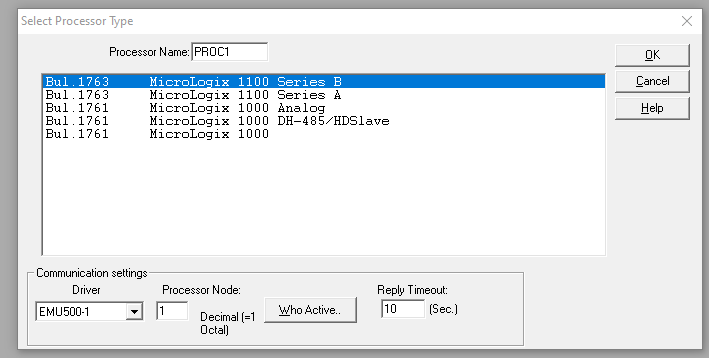 Select Processor Type
Processor Name: PROC1
OK
Bul.1763 MicroLogix 1100 Series B
Cancel
Bul.1763 MicroLogix 1100 Series A
Bul.1761 MicroLogix 1000 Analog
Help
Bul.1761 MicroLogix 1000 DH-485/HDSlave
Bul.1761 MicroLogix 1000
Communication settings
Driver Processor Node: Reply Timeout:
EMU500-1 1 Decimal (=1 Who Active.. 10 (Sec.)
Octal)